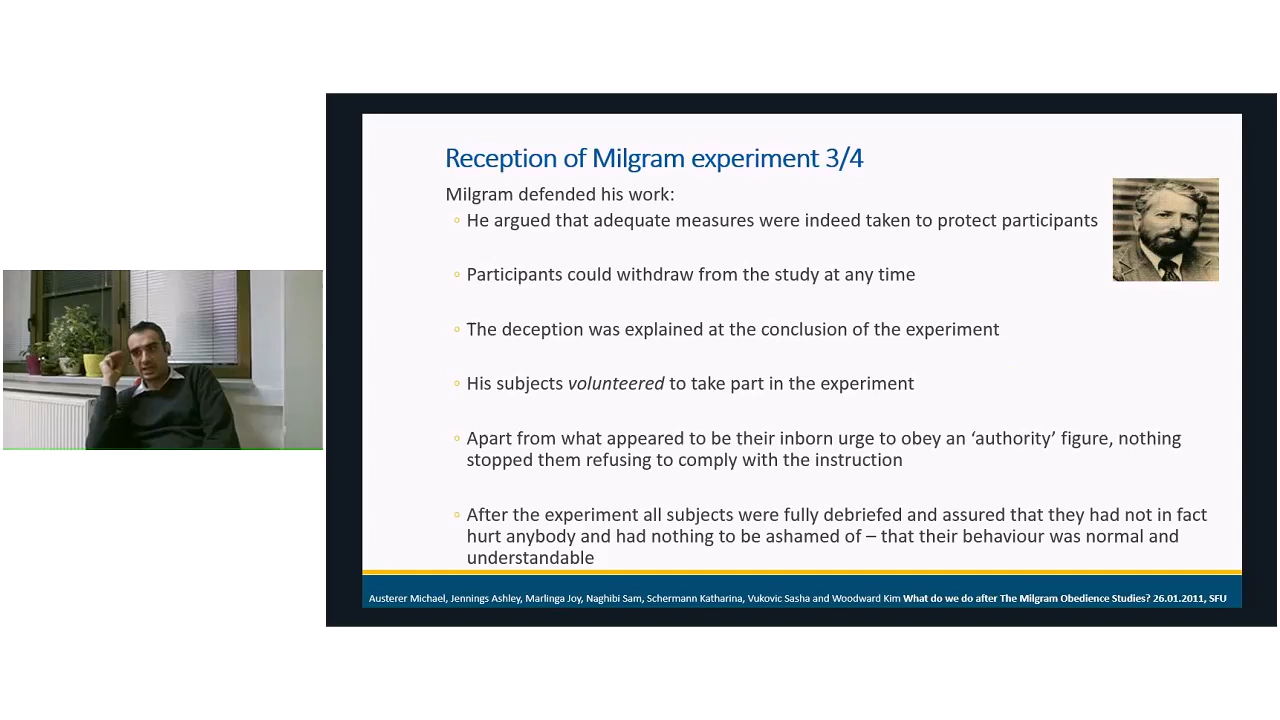 Reception of Milgram experiment 3/4
Milgram defended his work:
◦ He argued that adequate measures were indeed taken to protect participants
◦ Participants could withdraw from the study at any time
◦ The deception was explained at the conclusion of the experiment
◦ His subjects volunteered to take part in the experiment
◦ Apart from what appeared to be their inborn urge to obey an ‘authority’ figure, nothing
stopped them refusing to comply with the instruction
◦ After the experiment all subjects were fully debriefed and assured that they had not in fact
hurt anybody and had nothing to be ashamed of – that their behaviour was normal and
understandable
Austerer Michael, Jennings Ashley, Marlinga Joy, Naghibi Sam, Schermann Katharina, Vukovic Sasha and Woodward Kim What do we do after The Milgram Obedience Studies? 26.01.2011, SFU